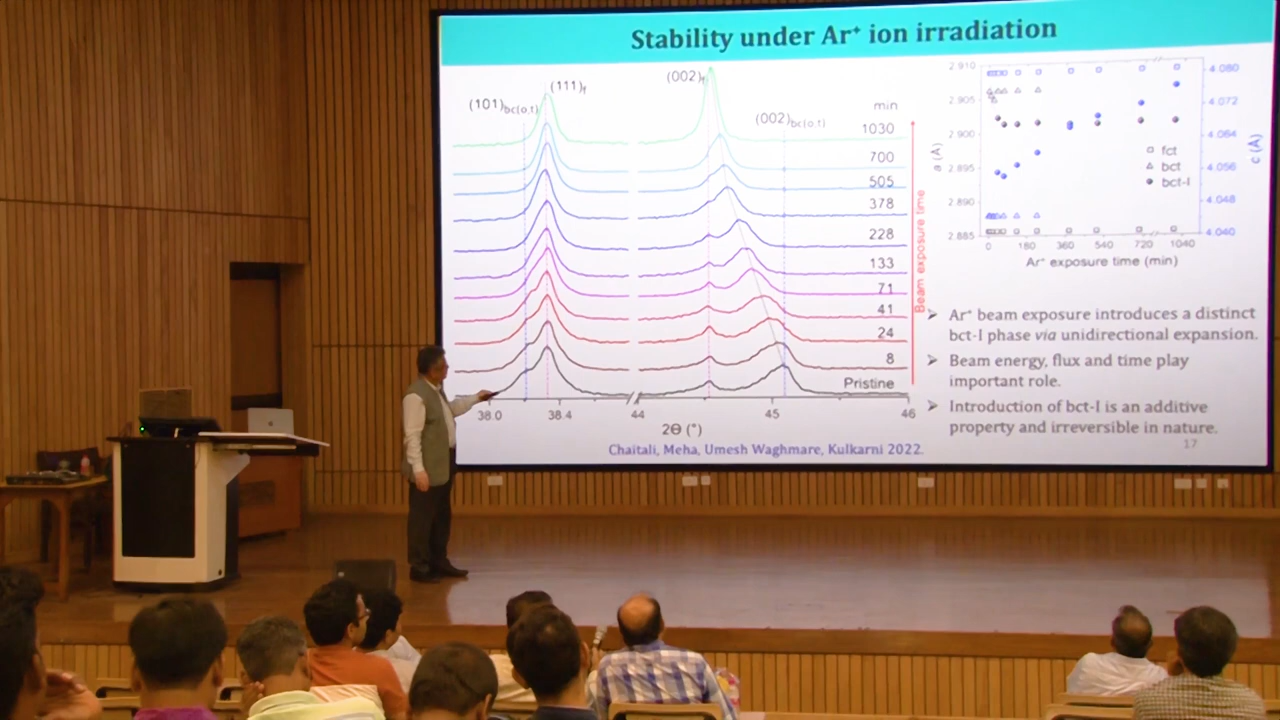 Stability under Ar⁺ ion irradiation
(101)bc(o,t)
(111)f
(002)f
(002)bc(o,t)
min
1030
700
505
378
228
133
71
41
24
8
Pristine
Beam exposure time
38.0 38.4 44 45 46
2Θ (°)
2.910
2.905
2.900
2.895
2.890
2.885
a (Å)
4.080
4.072
4.064
4.056
4.048
4.040
c (Å)
fct
bct
bct-I
0 180 360 540 720 1040
Ar⁺ exposure time (min)
➢ Ar⁺ beam exposure introduces a distinct
bct-I phase via unidirectional expansion.
➢ Beam energy, flux and time play
important role.
➢ Introduction of bct-I is an additive
property and irreversible in nature.
17
Chaitali, Meha, Umesh Waghmare, Kulkarni 2022.